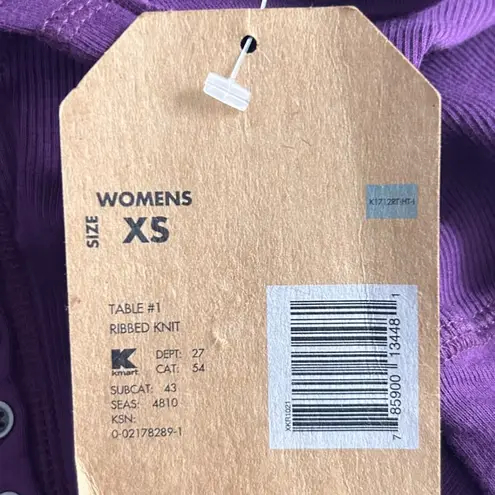 WOMENS
SIZE XS
TABLE #1
RIBBED KNIT
K
kmart
DEPT: 27
CAT: 54
SUBCAT: 43
SEAS: 4810
KSN:
0-02178289-1
7 85900 13448 1